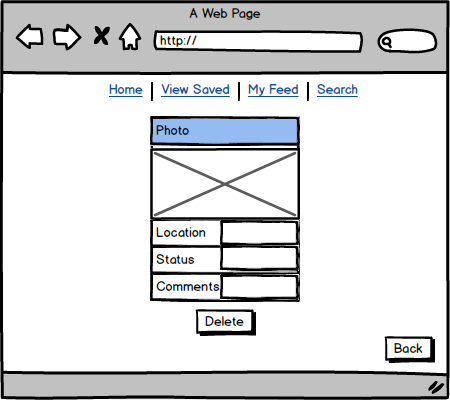 A Web Page
http://
Home View Saved My Feed Search
Photo
Location
Status
Comments
Delete
Back